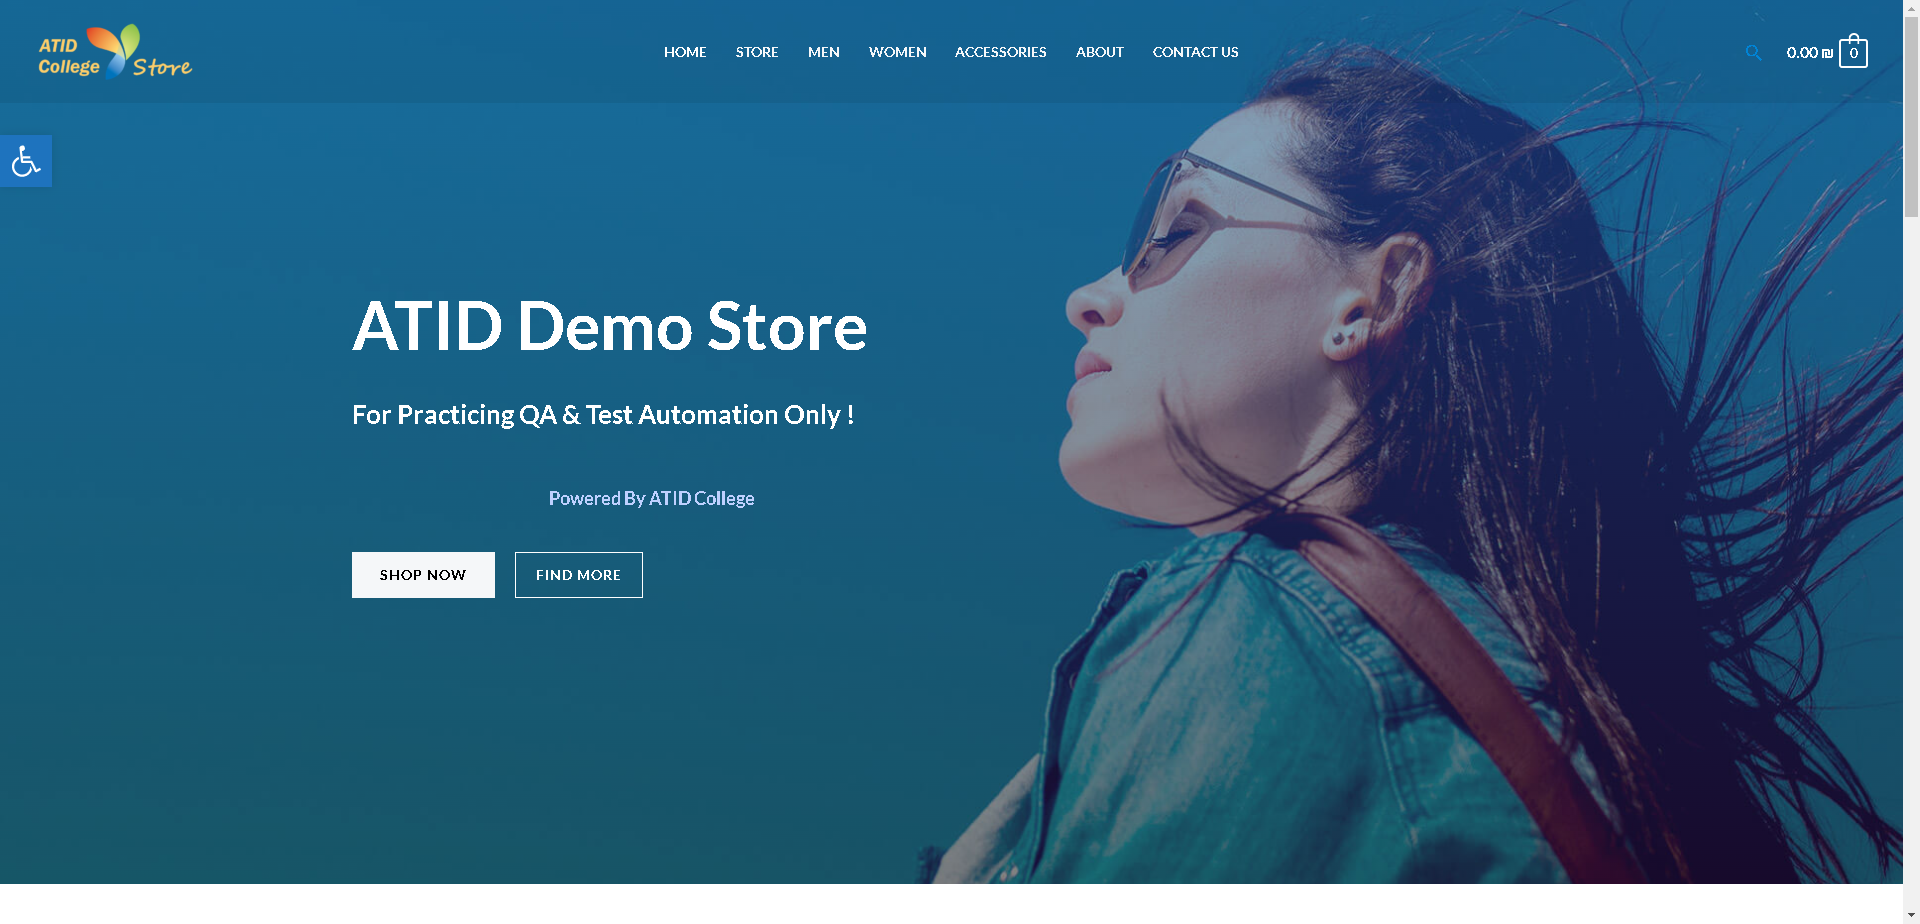 ATID
College Store
HOME STORE MEN WOMEN ACCESSORIES ABOUT CONTACT US
0.00 ₪ 0
ATID Demo Store
For Practicing QA & Test Automation Only !
Powered By ATID College
SHOP NOW FIND MORE